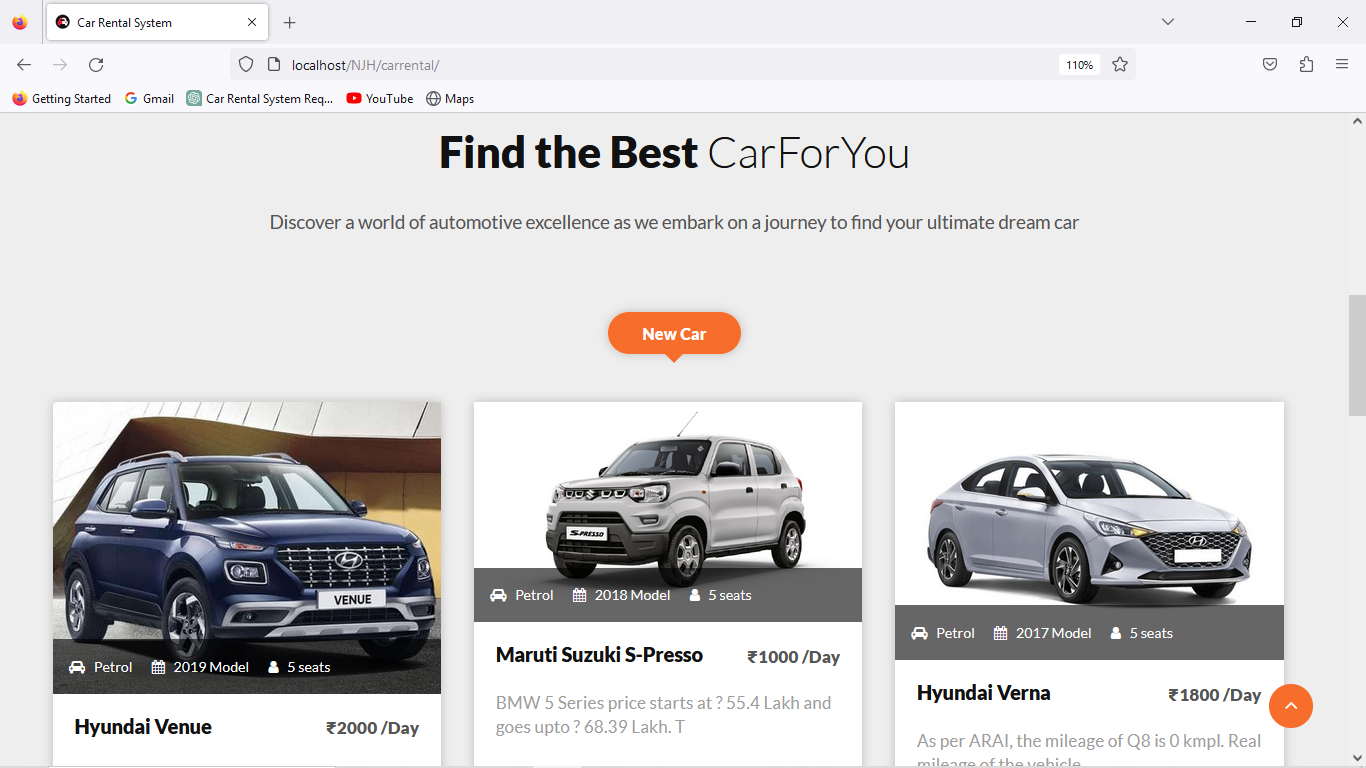 Car Rental System
localhost/NJH/carrental/
110%
Getting Started
Gmail
Car Rental System Req...
YouTube
Maps
Find the Best CarForYou
Discover a world of automotive excellence as we embark on a journey to find your ultimate dream car
New Car
VENUE
Petrol 2019 Model 5 seats
Hyundai Venue ₹2000 /Day
S-PRESSO
Petrol 2018 Model 5 seats
Maruti Suzuki S-Presso ₹1000 /Day
BMW 5 Series price starts at ? 55.4 Lakh and
goes upto ? 68.39 Lakh. T
Petrol 2017 Model 5 seats
Hyundai Verna ₹1800 /Day
As per ARAI, the mileage of Q8 is 0 kmpl. Real
mileage of the vehicle